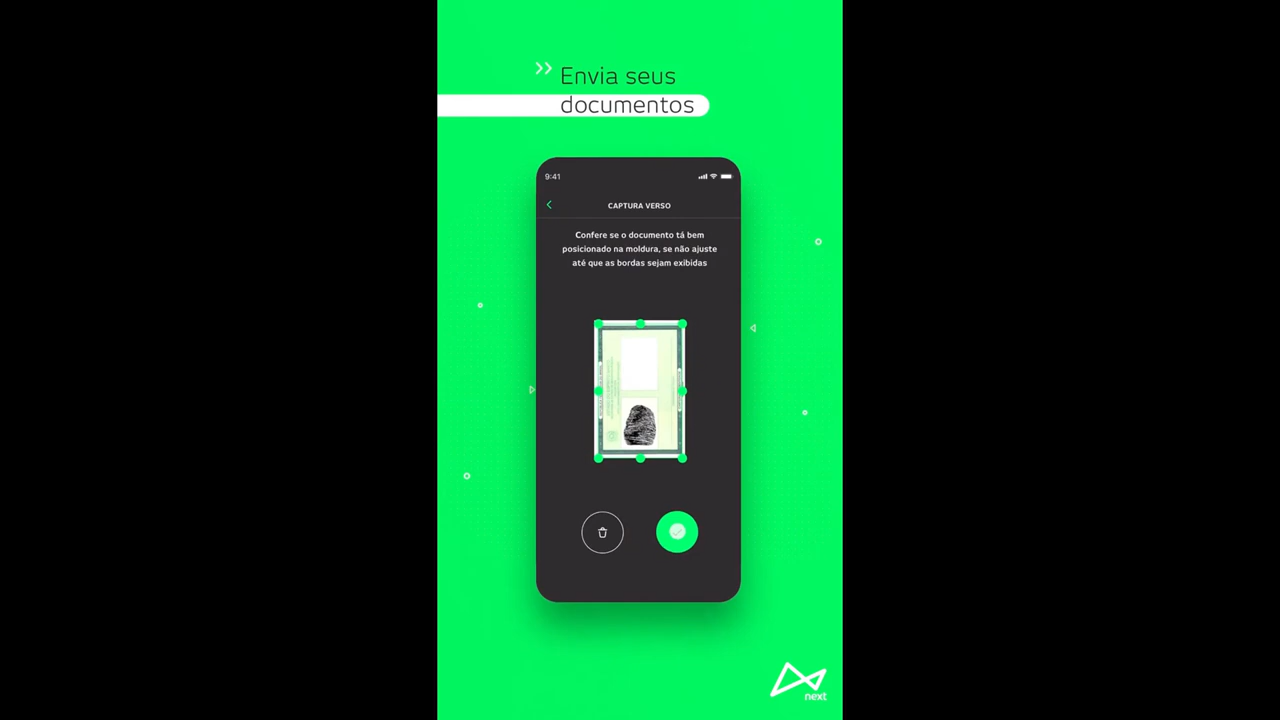 Envia seus
documentos
9:41
CAPTURA VERSO
Confere se o documento tá bem
posicionado na moldura, se não ajuste
até que as bordas sejam exibidas
next